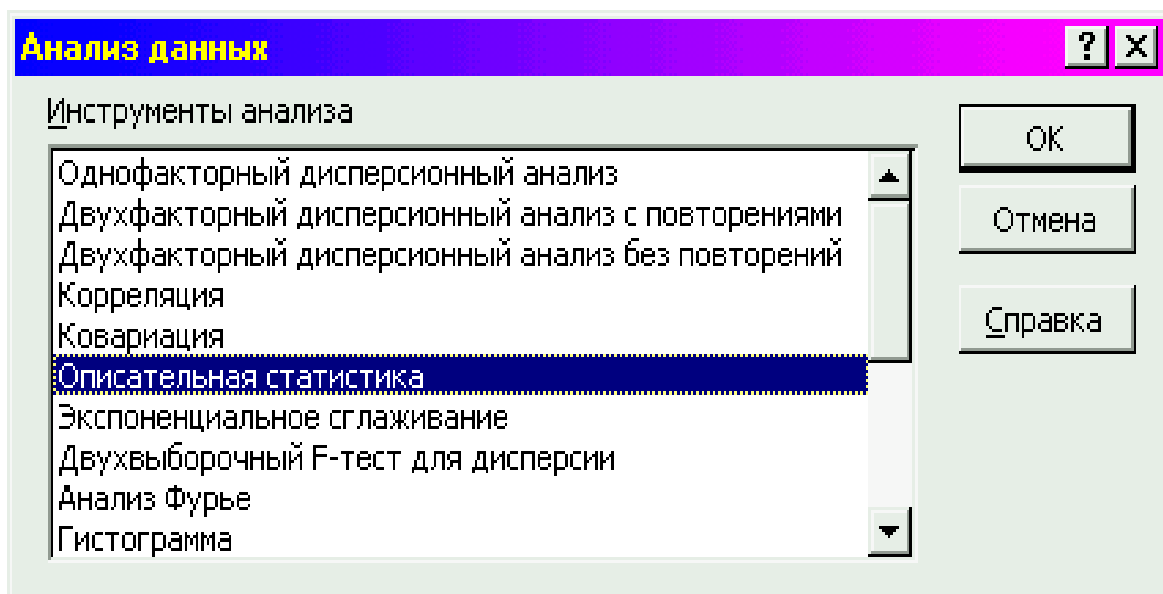 Анализ данных
Инструменты анализа
Однофакторный дисперсионный анализ
Двухфакторный дисперсионный анализ с повторениями
Двухфакторный дисперсионный анализ без повторений
Корреляция
Ковариация
Описательная статистика
Экспоненциальное сглаживание
Двухвыборочный F-тест для дисперсии
Анализ Фурье
Гистограмма
ОК
Отмена
Справка